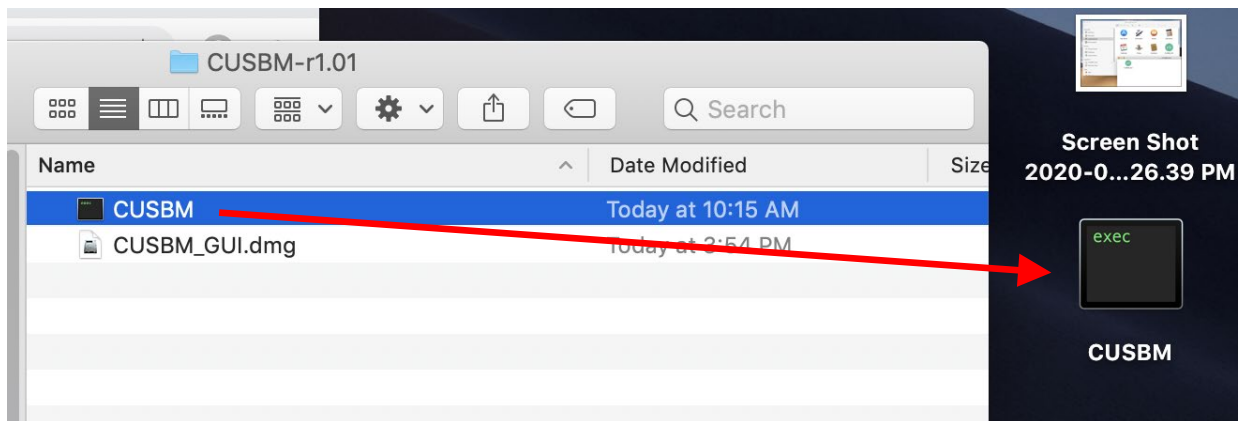 CUSBM-r1.01
Search
Name
Date Modified
Size
CUSBM
Today at 10:15 AM
CUSBM_GUI.dmg
Today at 3:54 PM
Screen Shot
2020-0...26.39 PM
exec
CUSBM